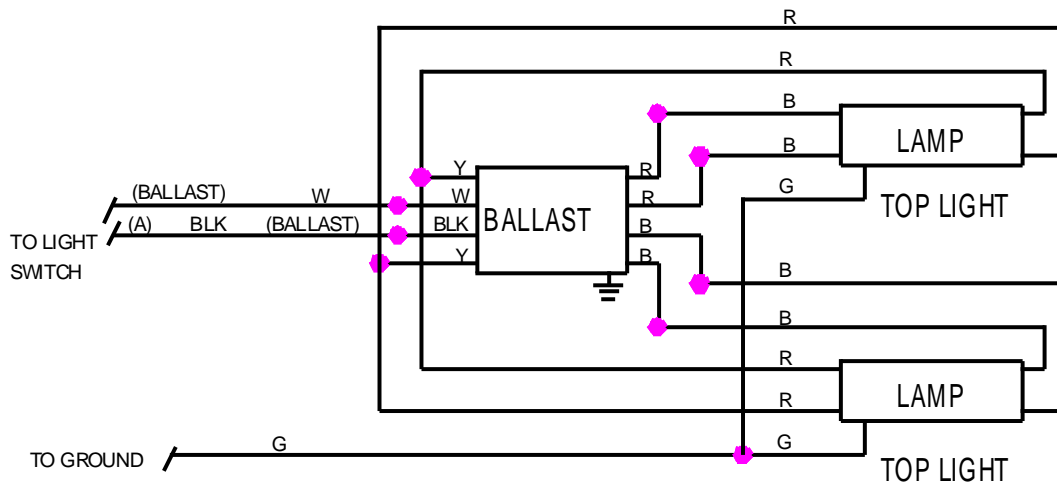 R
R
B
LAMP
B
Y
R
G
(BALLAST) W W
R
TOP LIGHT
BALLAST
(A) BLK (BALLAST) BLK
B
TO LIGHT
SWITCH
Y
B
B
B
R
LAMP
R
G
G
TO GROUND
TOP LIGHT